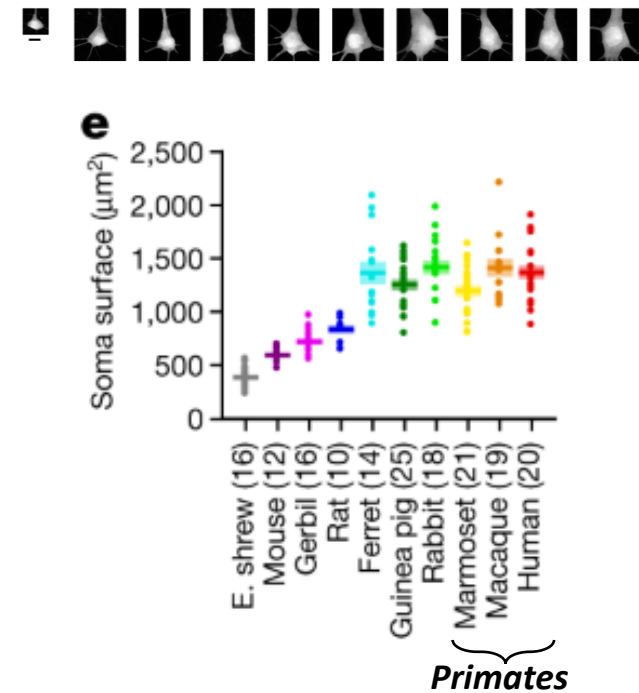 e
Soma surface (μm²)
2,500
2,000
1,500
1,000
500
0
E. shrew (16)
Mouse (12)
Gerbil (16)
Rat (10)
Ferret (14)
Guinea pig (25)
Rabbit (18)
Marmoset (21)
Macaque (19)
Human (20)
Primates